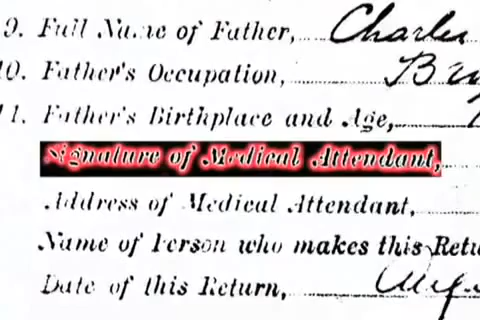 9. Full Name of Father, Charles
10. Father's Occupation,
11. Father's Birthplace and Age,
Signature of Medical Attendant,
Address of Medical Attendant,
Name of Person who makes this Retu
Date of this Return,